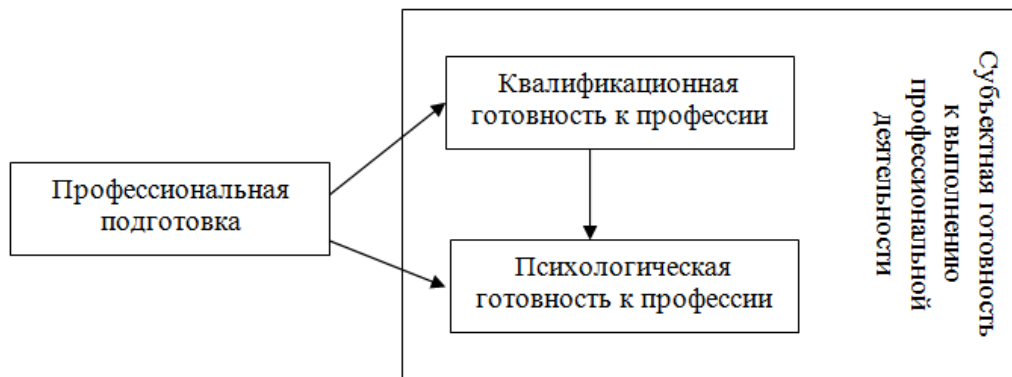 Квалификационная
готовность к профессии
Профессиональная
подготовка
Психологическая
готовность к профессии
Субъектная готовность
к выполнению
профессиональной
деятельности